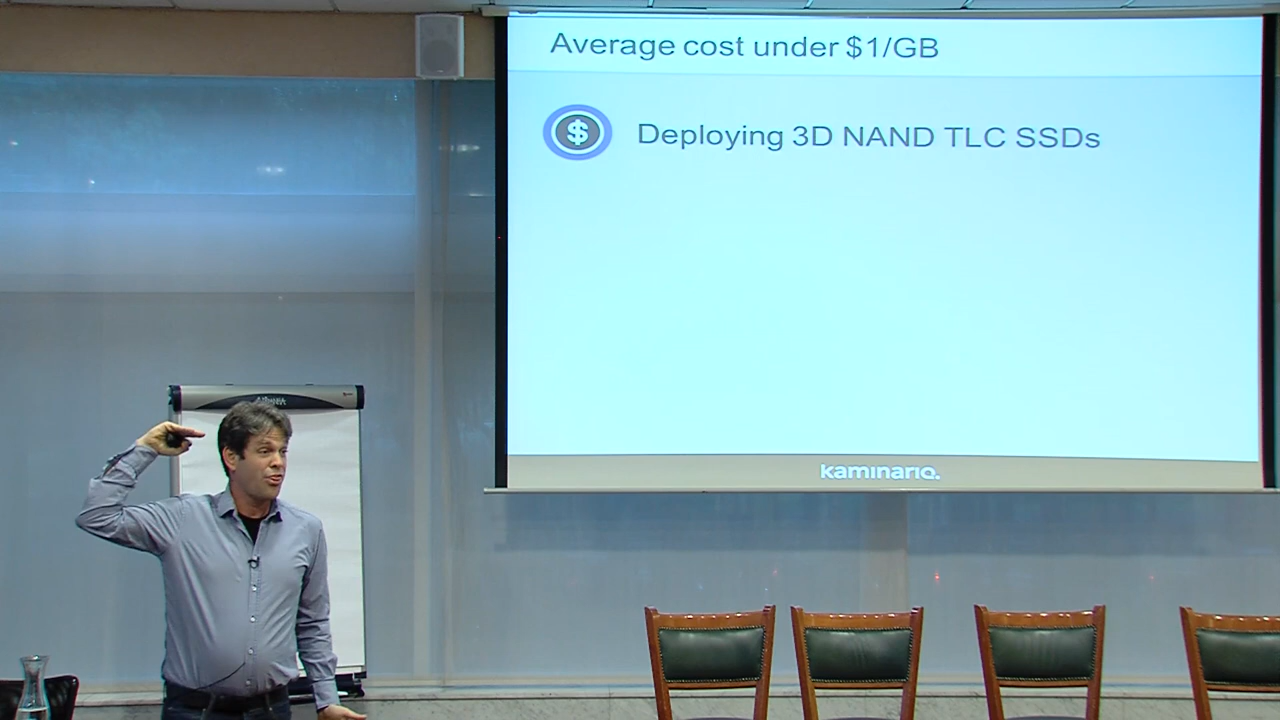 Average cost under $1/GB
$
Deploying 3D NAND TLC SSDs
kaminario.